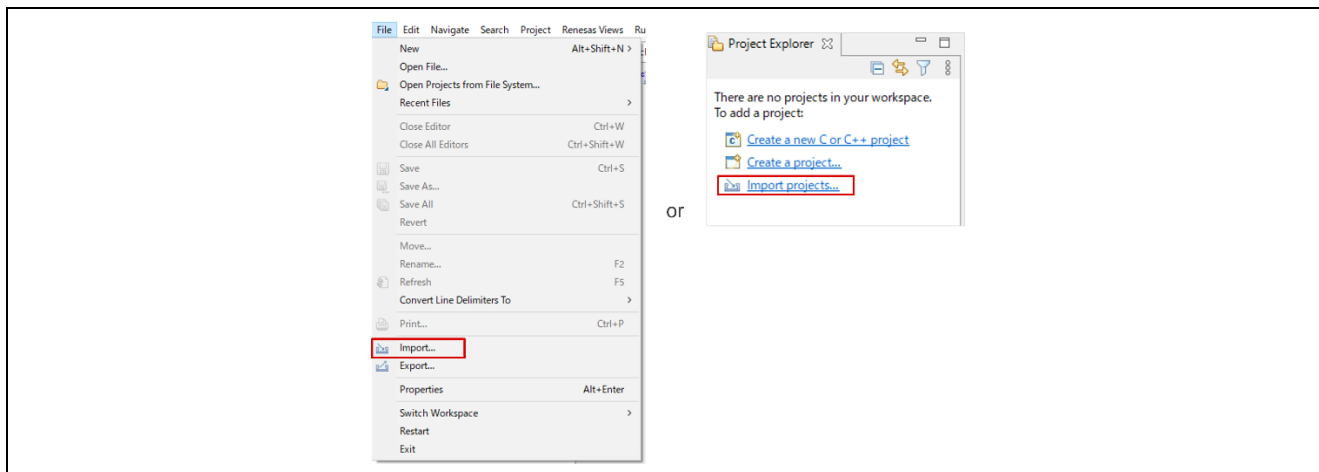 File Edit Navigate Search Project Renesas Views Ru
New Alt+Shift+N >
Open File...
Open Projects from File System...
Recent Files >
Close Editor Ctrl+W
Close All Editors Ctrl+Shift+W
Save Ctrl+S
Save As...
Save All Ctrl+Shift+S
Revert
Move...
Rename... F2
Refresh F5
Convert Line Delimiters To >
Print... Ctrl+P
Import...
Export...
Properties Alt+Enter
Switch Workspace >
Restart
Exit
or
Project Explorer
There are no projects in your workspace.
To add a project:
Create a new C or C++ project
Create a project...
Import projects...